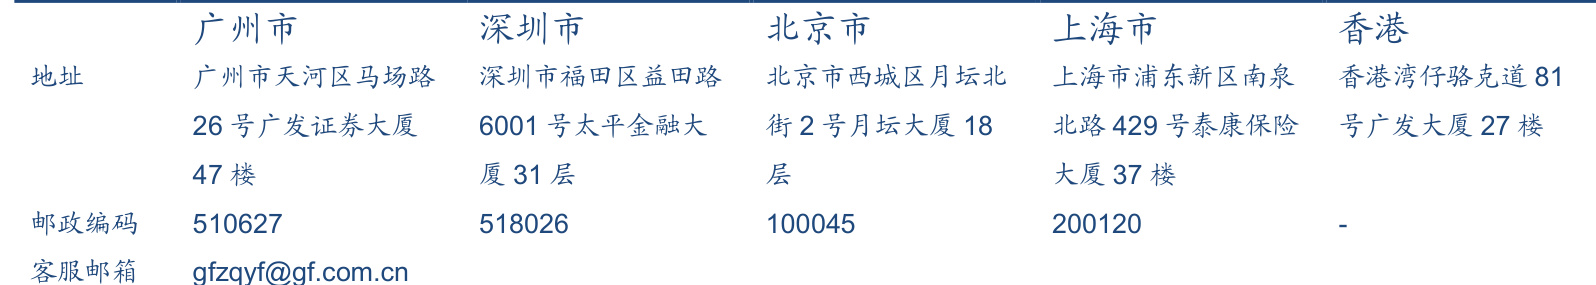 广州市 深圳市 北京市 上海市 香港
地址 广州市天河区马场路 深圳市福田区益田路 北京市西城区月坛北 上海市浦东新区南泉 香港湾仔骆克道 81
26 号广发证券大厦 6001 号太平金融大 街 2 号月坛大厦 18 北路 429 号泰康保险 号广发大厦 27 楼
47 楼 厦 31 层 层 大厦 37 楼
邮政编码 510627 518026 100045 200120 -
客服邮箱 gfzqyf@gf.com.cn